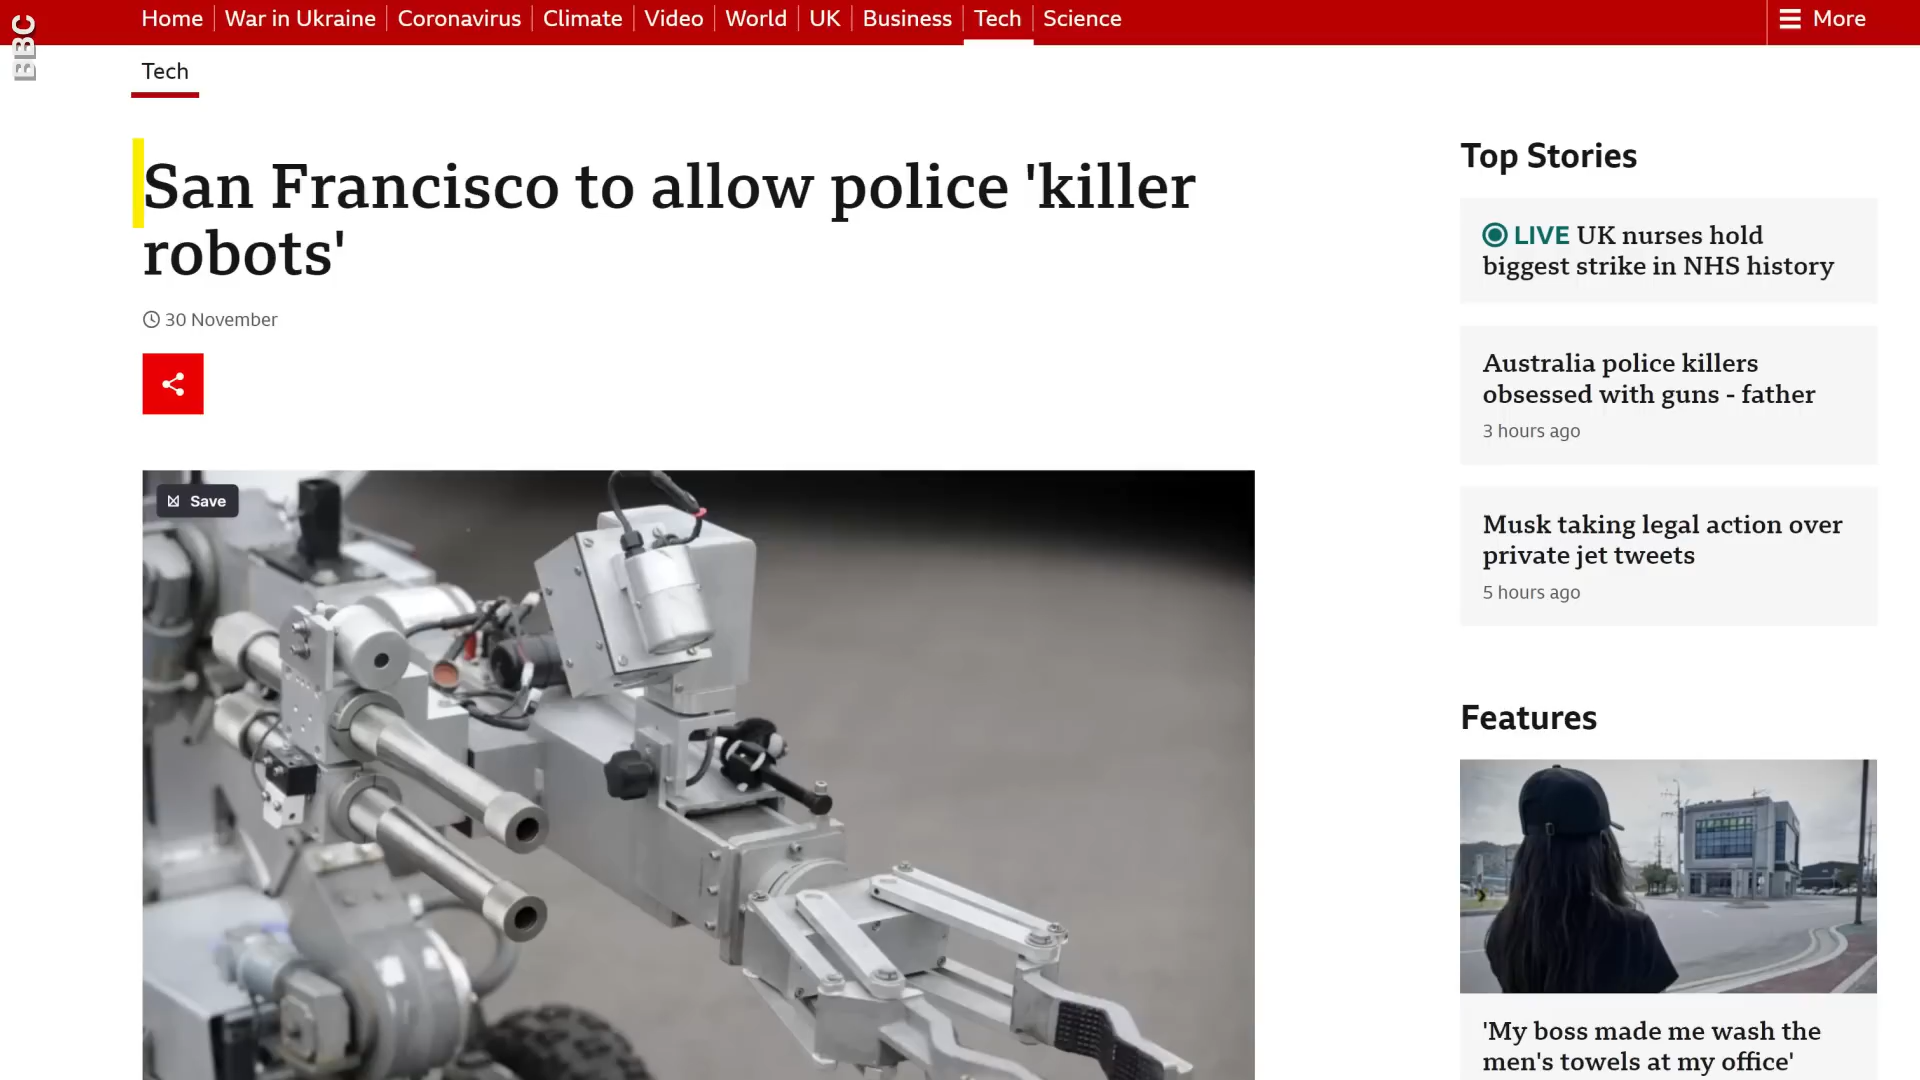 BBC
Home
War in Ukraine
Coronavirus
Climate
Video
World
UK
Business
Tech
Science
More
Tech
San Francisco to allow police 'killer
robots'
30 November
Save
Top Stories
LIVE UK nurses hold
biggest strike in NHS history
Australia police killers
obsessed with guns - father
3 hours ago
Musk taking legal action over
private jet tweets
5 hours ago
Features
'My boss made me wash the
men's towels at my office'